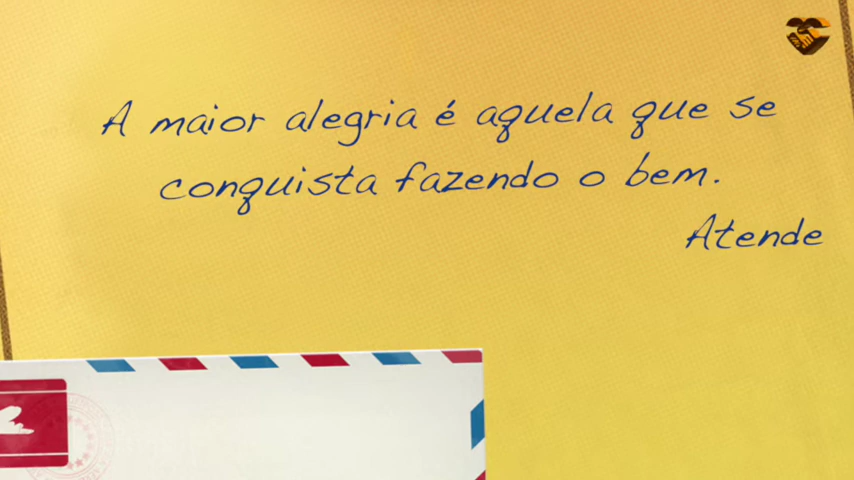 A maior alegria é aquela que se
conquista fazendo o bem.
Atende